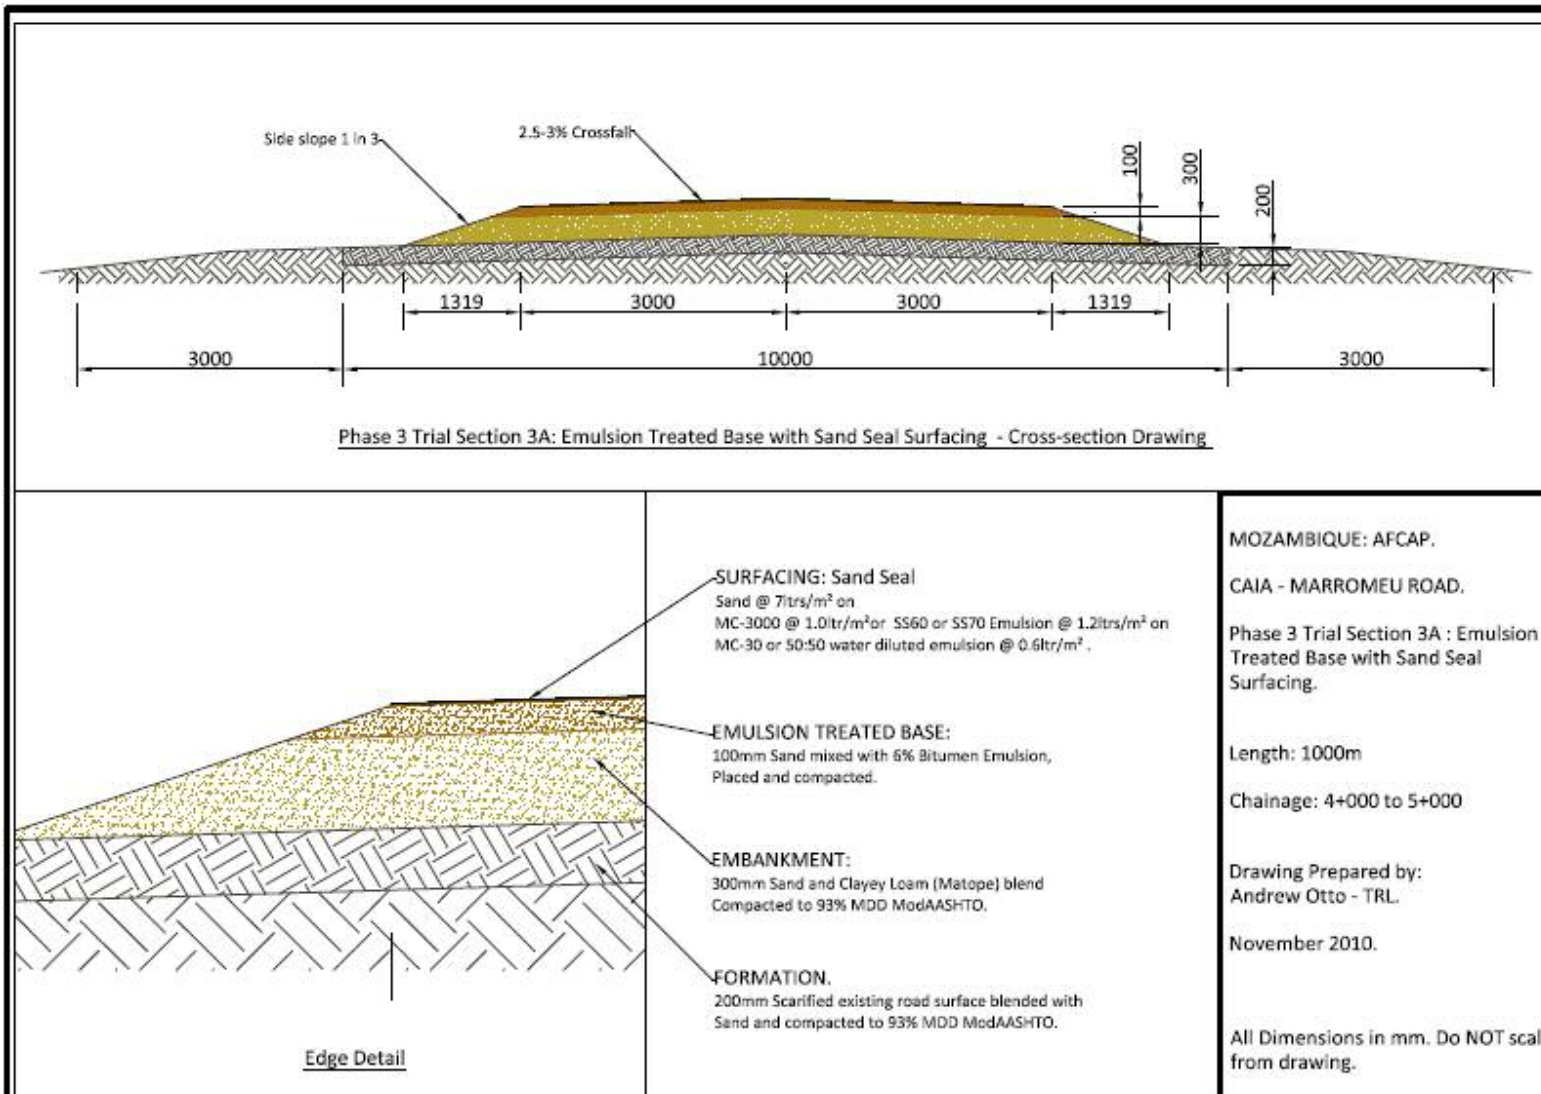 Side slope 1 in 3
2.5-3% Crossfall
100
300
200
1319
3000
3000
1319
3000
10000
3000
Phase 3 Trial Section 3A: Emulsion Treated Base with Sand Seal Surfacing - Cross-section Drawing
SURFACING: Sand Seal
Sand @ 7ltrs/m² on
MC-3000 @ 1.0ltr/m²or SS60 or SS70 Emulsion @ 1.2ltrs/m² on
MC-30 or 50:50 water diluted emulsion @ 0.6ltr/m² .
EMULSION TREATED BASE:
100mm Sand mixed with 6% Bitumen Emulsion,
Placed and compacted.
EMBANKMENT:
300mm Sand and Clayey Loam (Matope) blend
Compacted to 93% MDD ModAASHTO.
FORMATION.
200mm Scarified existing road surface blended with
Sand and compacted to 93% MDD ModAASHTO.
Edge Detail
MOZAMBIQUE: AFCAP.
CAIA - MARROMEU ROAD.
Phase 3 Trial Section 3A : Emulsion
Treated Base with Sand Seal
Surfacing.
Length: 1000m
Chainage: 4+000 to 5+000
Drawing Prepared by:
Andrew Otto - TRL.
November 2010.
All Dimensions in mm. Do NOT scal
from drawing.